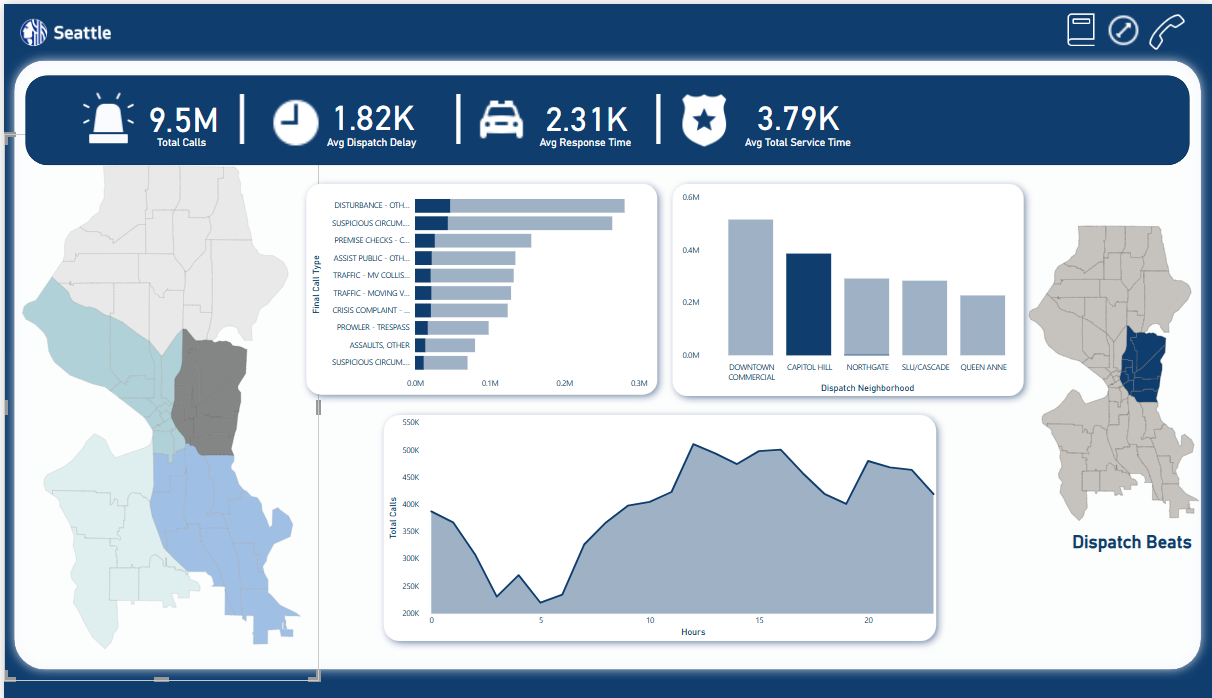 Seattle
9.5M
Total Calls
1.82K
Avg Dispatch Delay
2.31K
Avg Response Time
3.79K
Avg Total Service Time
Final Call Type
DISTURBANCE - OTH...
SUSPICIOUS CIRCUM...
PREMISE CHECKS - C...
ASSIST PUBLIC - OTH...
TRAFFIC - MV COLLIS...
TRAFFIC - MOVING V...
CRISIS COMPLAINT - ...
PROWLER - TRESPASS
ASSAULTS, OTHER
SUSPICIOUS CIRCUM...
0.0M 0.1M 0.2M 0.3M
0.6M
0.4M
0.2M
0.0M
DOWNTOWN
COMMERCIAL
CAPITOL HILL
NORTHGATE
SLU/CASCADE
QUEEN ANNE
Dispatch Neighborhood
Total Calls
550K
500K
450K
400K
350K
300K
250K
200K
0 5 10 15 20
Hours
Dispatch Beats